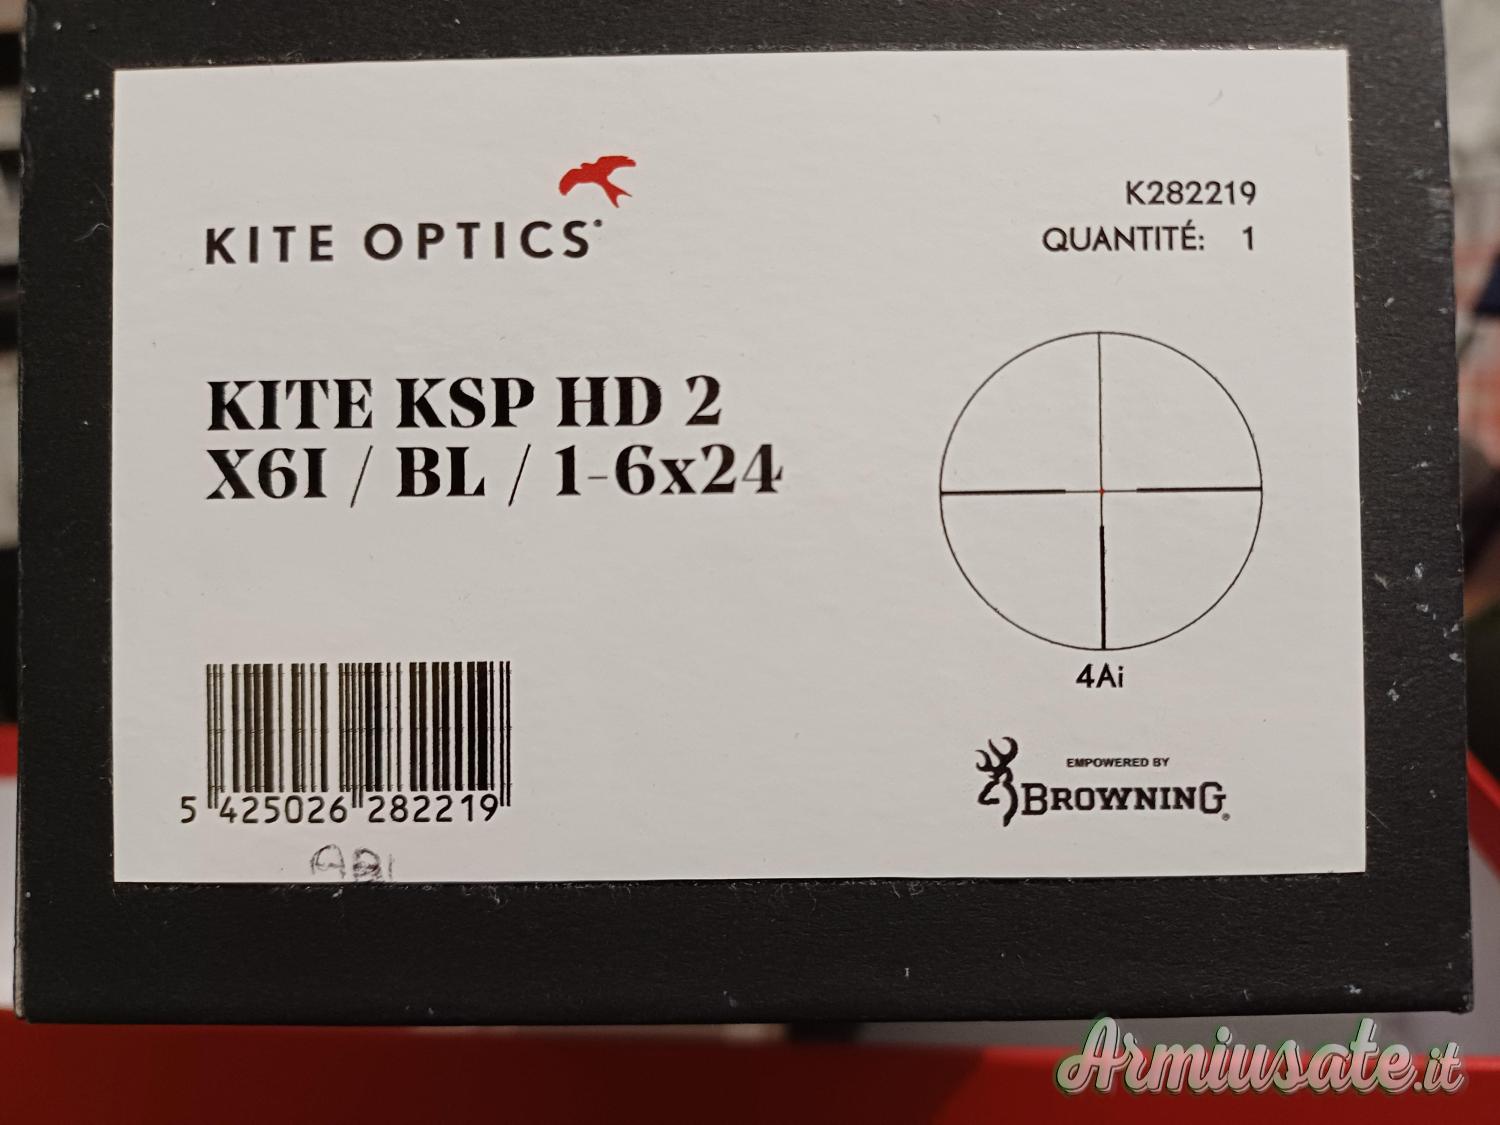 KITE OPTICS
K282219
QUANTITÉ: 1
KITE KSP HD 2
X6I / BL / 1-6x24
4Ai
EMPOWERED BY
BROWNING
5 425026 282219
Armiusate.it